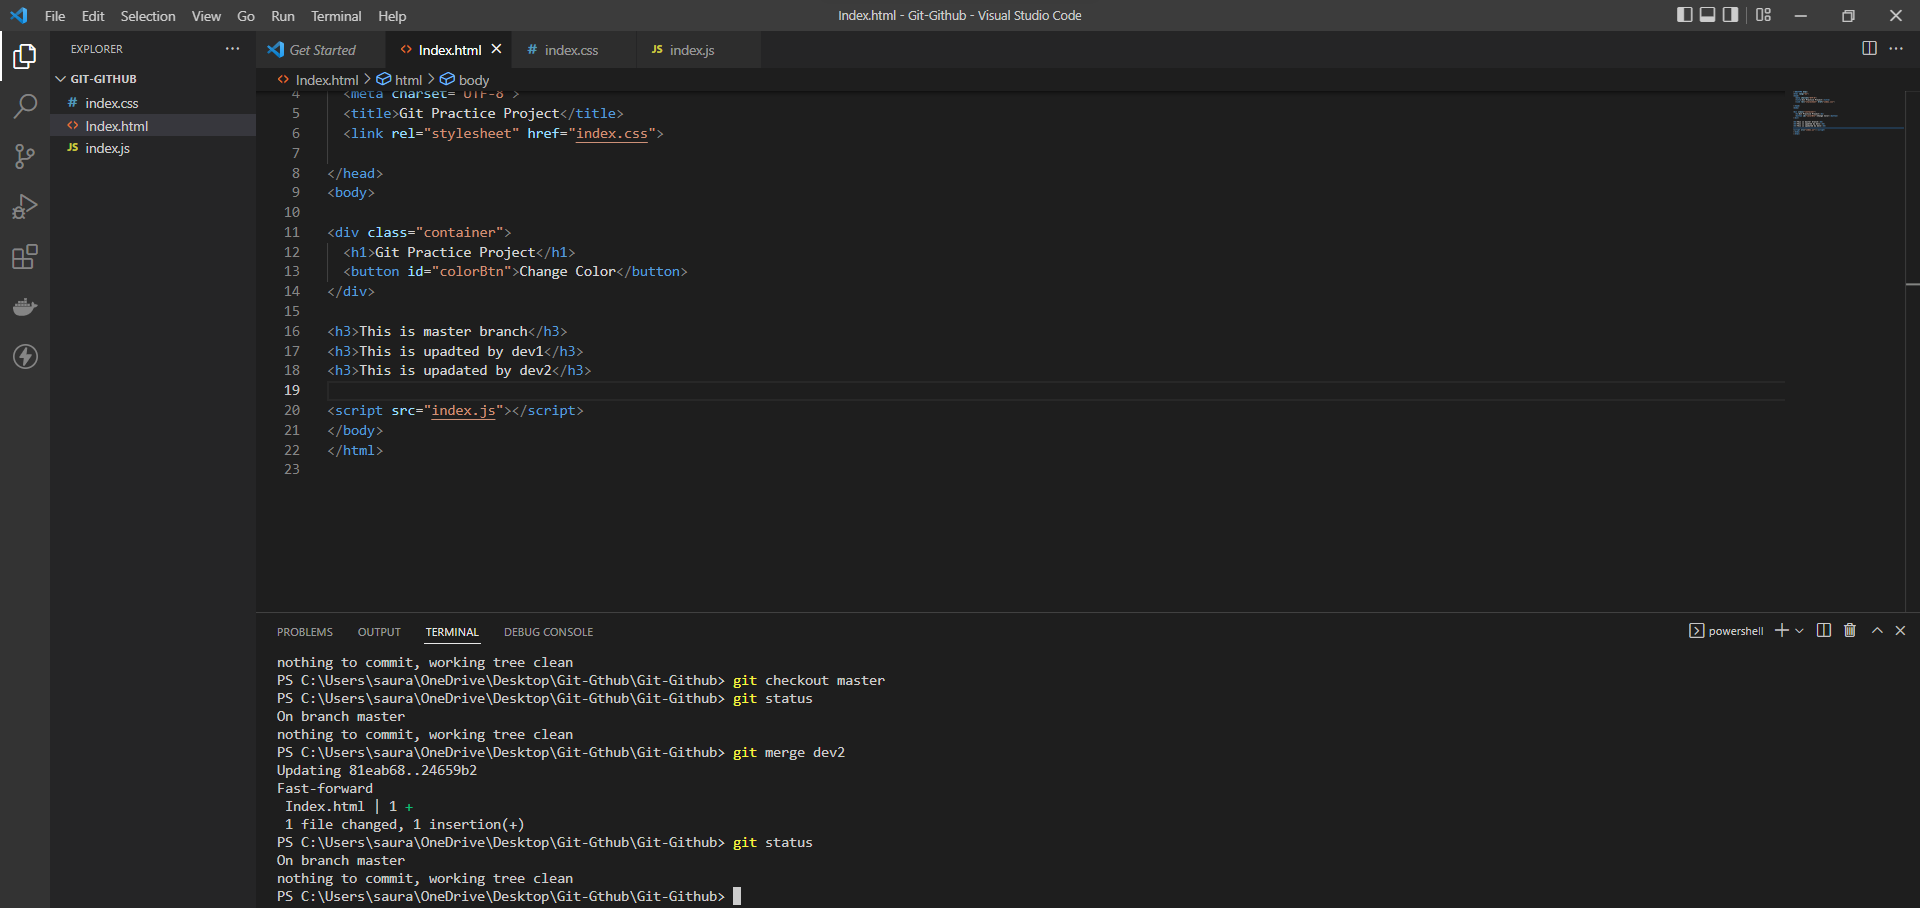 File Edit Selection View Go Run Terminal Help
Index.html - Git-Github - Visual Studio Code
EXPLORER
GIT-GITHUB
# index.css
<> Index.html
JS index.js
Get Started
<> Index.html
# index.css
JS index.js
<> Index.html > html > body
4 <meta charset="UTF-8">
5 <title>Git Practice Project</title>
6 <link rel="stylesheet" href="index.css">
7
8 </head>
9 <body>
10
11 <div class="container">
12 <h1>Git Practice Project</h1>
13 <button id="colorBtn">Change Color</button>
14 </div>
15
16 <h3>This is master branch</h3>
17 <h3>This is upadted by dev1</h3>
18 <h3>This is upadated by dev2</h3>
19
20 <script src="index.js"></script>
21 </body>
22 </html>
23
PROBLEMS OUTPUT TERMINAL DEBUG CONSOLE
powershell
nothing to commit, working tree clean
PS C:\Users\saura\OneDrive\Desktop\Git-Gthub\Git-Github> git checkout master
PS C:\Users\saura\OneDrive\Desktop\Git-Gthub\Git-Github> git status
On branch master
nothing to commit, working tree clean
PS C:\Users\saura\OneDrive\Desktop\Git-Gthub\Git-Github> git merge dev2
Updating 81eab68..24659b2
Fast-forward
Index.html | 1 +
1 file changed, 1 insertion(+)
PS C:\Users\saura\OneDrive\Desktop\Git-Gthub\Git-Github> git status
On branch master
nothing to commit, working tree clean
PS C:\Users\saura\OneDrive\Desktop\Git-Gthub\Git-Github>